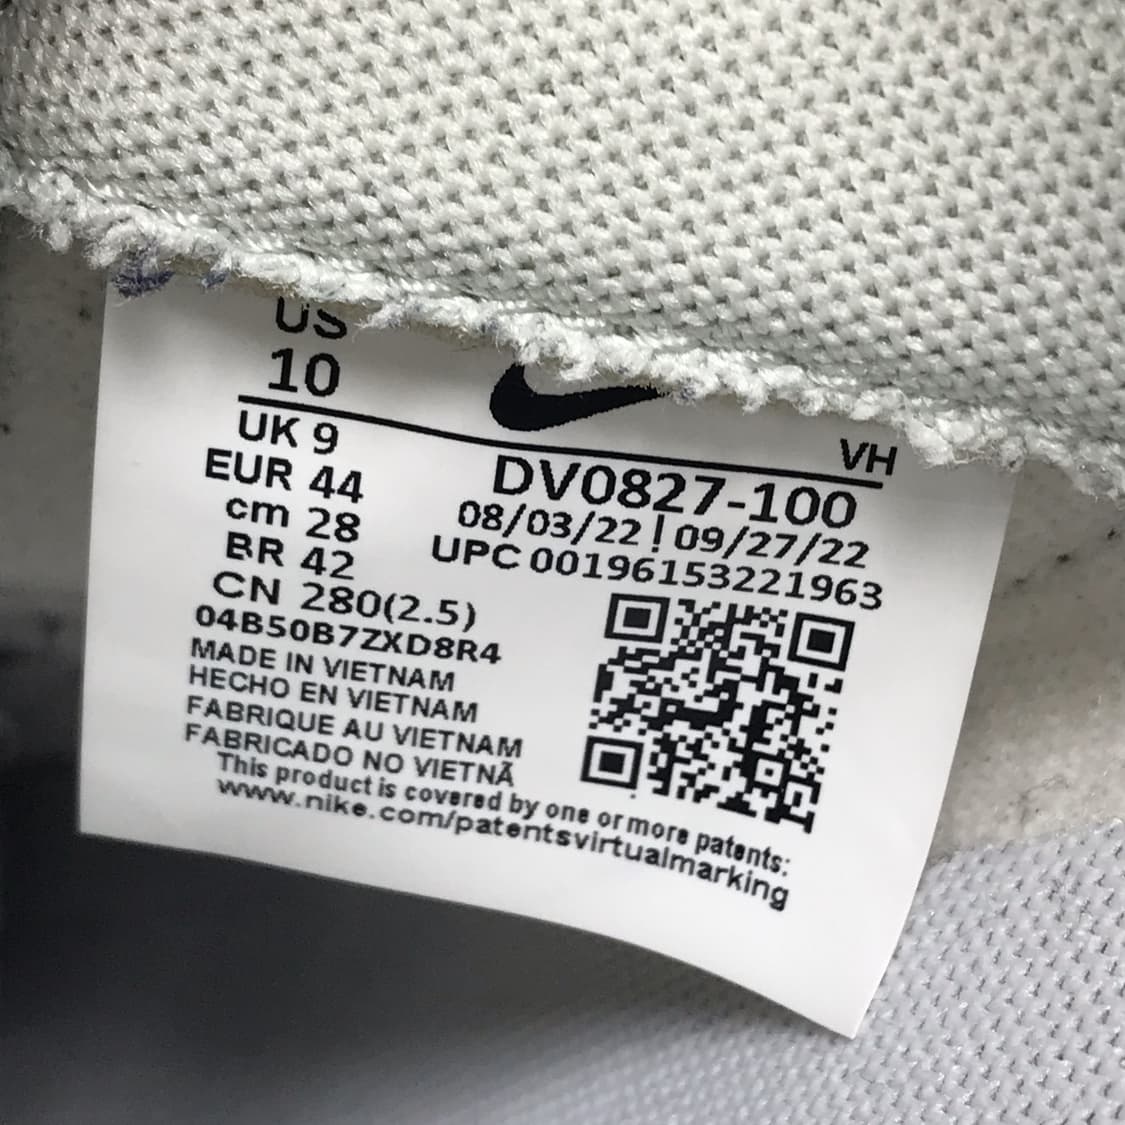 US
10
VH
UK 9
EUR 44
cm 28
BR 42
CN 280(2.5)
04B50B7ZXD8R4
DV0827-100
08/03/22 ! 09/27/22
UPC 00196153221963
MADE IN VIETNAM
HECHO EN VIETNAM
FABRIQUE AU VIETNAM
FABRICADO NO VIETNÃ
This product is covered by one or more patents:
www.nike.com/patentsvirtualmarking